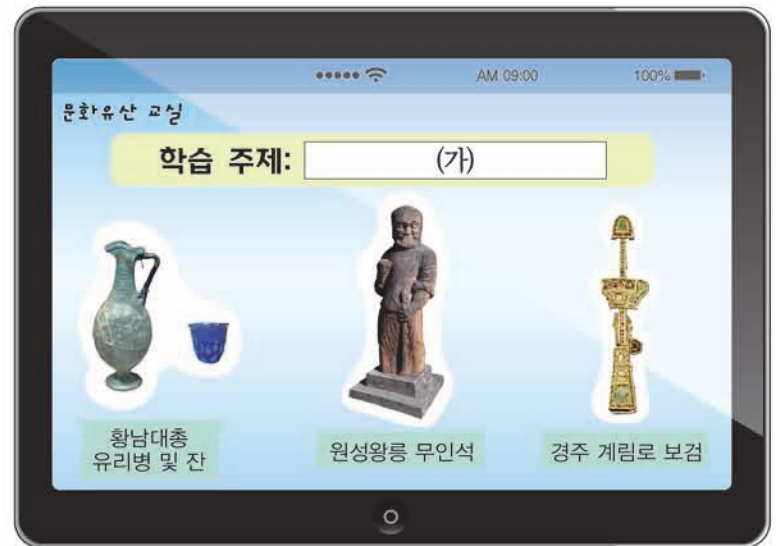 AM 09:00
100%
문화유산 교실
학습 주제:
(가)
황남대총
유리병 및 잔
원성왕릉 무인석
경주 계림로 보검